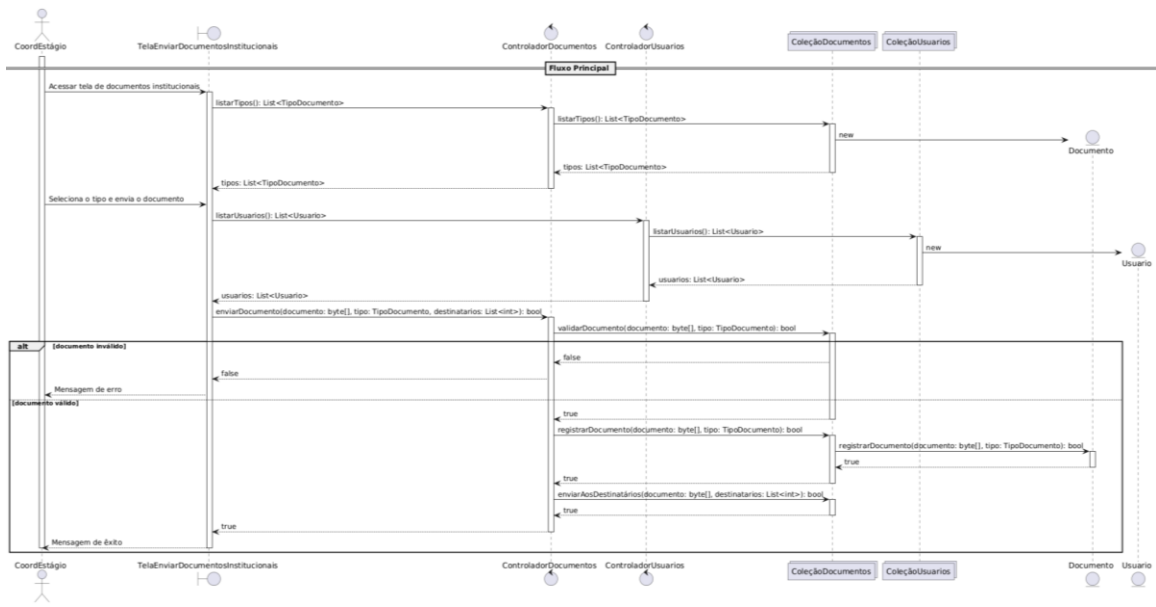 CoordEstágio
TelaEnviarDocumentosInstitucionais
ControladorDocumentos
ControladorUsuarios
ColeçãoDocumentos
ColeçãoUsuarios
Fluxo Principal
Acessar tela de documentos institucionais
listarTipos(): List<TipoDocumento>
listarTipos(): List<TipoDocumento>
new
Documento
tipos: List<TipoDocumento>
tipos: List<TipoDocumento>
Seleciona o tipo e envia o documento
listarUsuarios(): List<Usuario>
listarUsuarios(): List<Usuario>
new
Usuario
usuarios: List<Usuario>
usuarios: List<Usuario>
enviarDocumento(documento: byte[], tipo: TipoDocumento, destinatarios: List<int>): bool
validarDocumento(documento: byte[], tipo: TipoDocumento): bool
alt
[documento inválido]
false
false
Mensagem de erro
[documento válido]
true
registrarDocumento(documento: byte[], tipo: TipoDocumento): bool
registrarDocumento(documento: byte[], tipo: TipoDocumento): bool
true
true
enviarAosDestinatários(documento: byte[], destinatarios: List<int>): bool
true
true
Mensagem de êxito
CoordEstágio
TelaEnviarDocumentosInstitucionais
ControladorDocumentos
ControladorUsuarios
ColeçãoDocumentos
ColeçãoUsuarios
Documento
Usuario